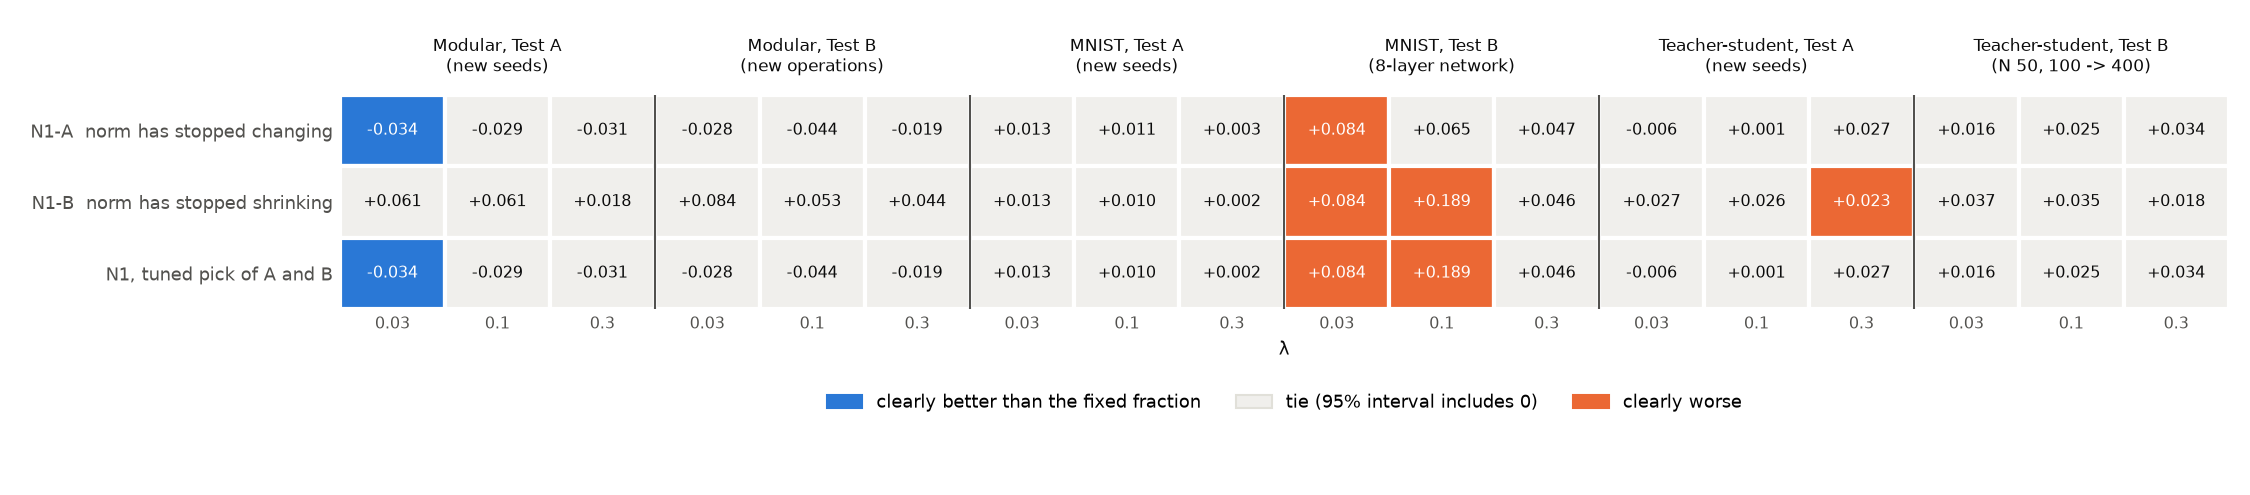 Modular, Test A
(new seeds)
Modular, Test B
(new operations)
MNIST, Test A
(new seeds)
MNIST, Test B
(8-layer network)
Teacher-student, Test A
(new seeds)
Teacher-student, Test B
(N 50, 100 -> 400)
N1-A  norm has stopped changing -0.034 -0.029 -0.031 -0.028 -0.044 -0.019 +0.013 +0.011 +0.003 +0.084 +0.065 +0.047 -0.006 +0.001 +0.027 +0.016 +0.025 +0.034
N1-B  norm has stopped shrinking +0.061 +0.061 +0.018 +0.084 +0.053 +0.044 +0.013 +0.010 +0.002 +0.084 +0.189 +0.046 +0.027 +0.026 +0.023 +0.037 +0.035 +0.018
N1, tuned pick of A and B -0.034 -0.029 -0.031 -0.028 -0.044 -0.019 +0.013 +0.010 +0.002 +0.084 +0.189 +0.046 -0.006 +0.001 +0.027 +0.016 +0.025 +0.034
0.03 0.1 0.3 0.03 0.1 0.3 0.03 0.1 0.3 0.03 0.1 0.3 0.03 0.1 0.3 0.03 0.1 0.3
λ
clearly better than the fixed fraction tie (95% interval includes 0) clearly worse